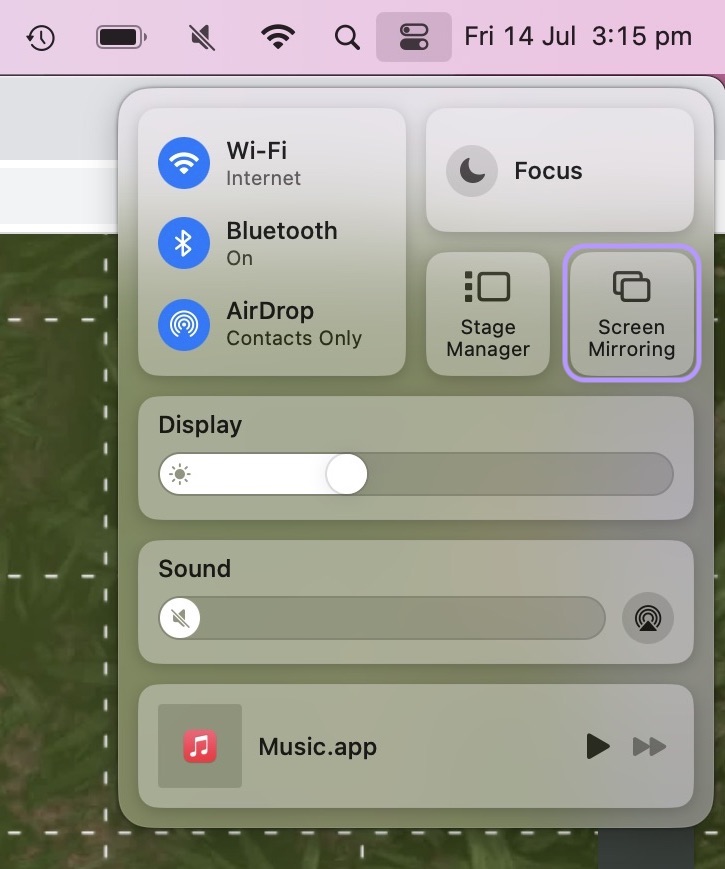 Fri 14 Jul 3:15 pm
Wi-Fi
Internet
Bluetooth
On
AirDrop
Contacts Only
Focus
Stage
Manager
Screen
Mirroring
Display
Sound
Music.app